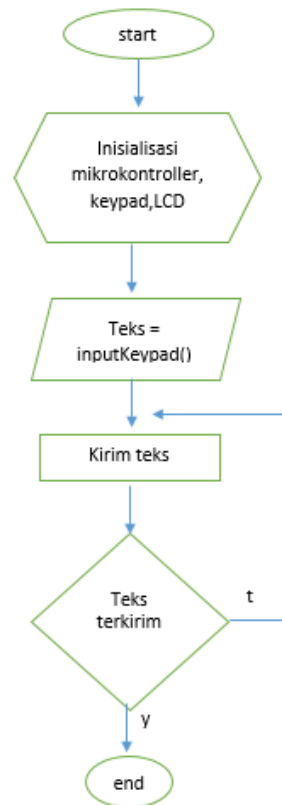 start
Inisialisasi
mikrokontroller,
keypad,LCD
Teks =
inputKeypad()
Kirim teks
Teks
terkirim
t
y
end